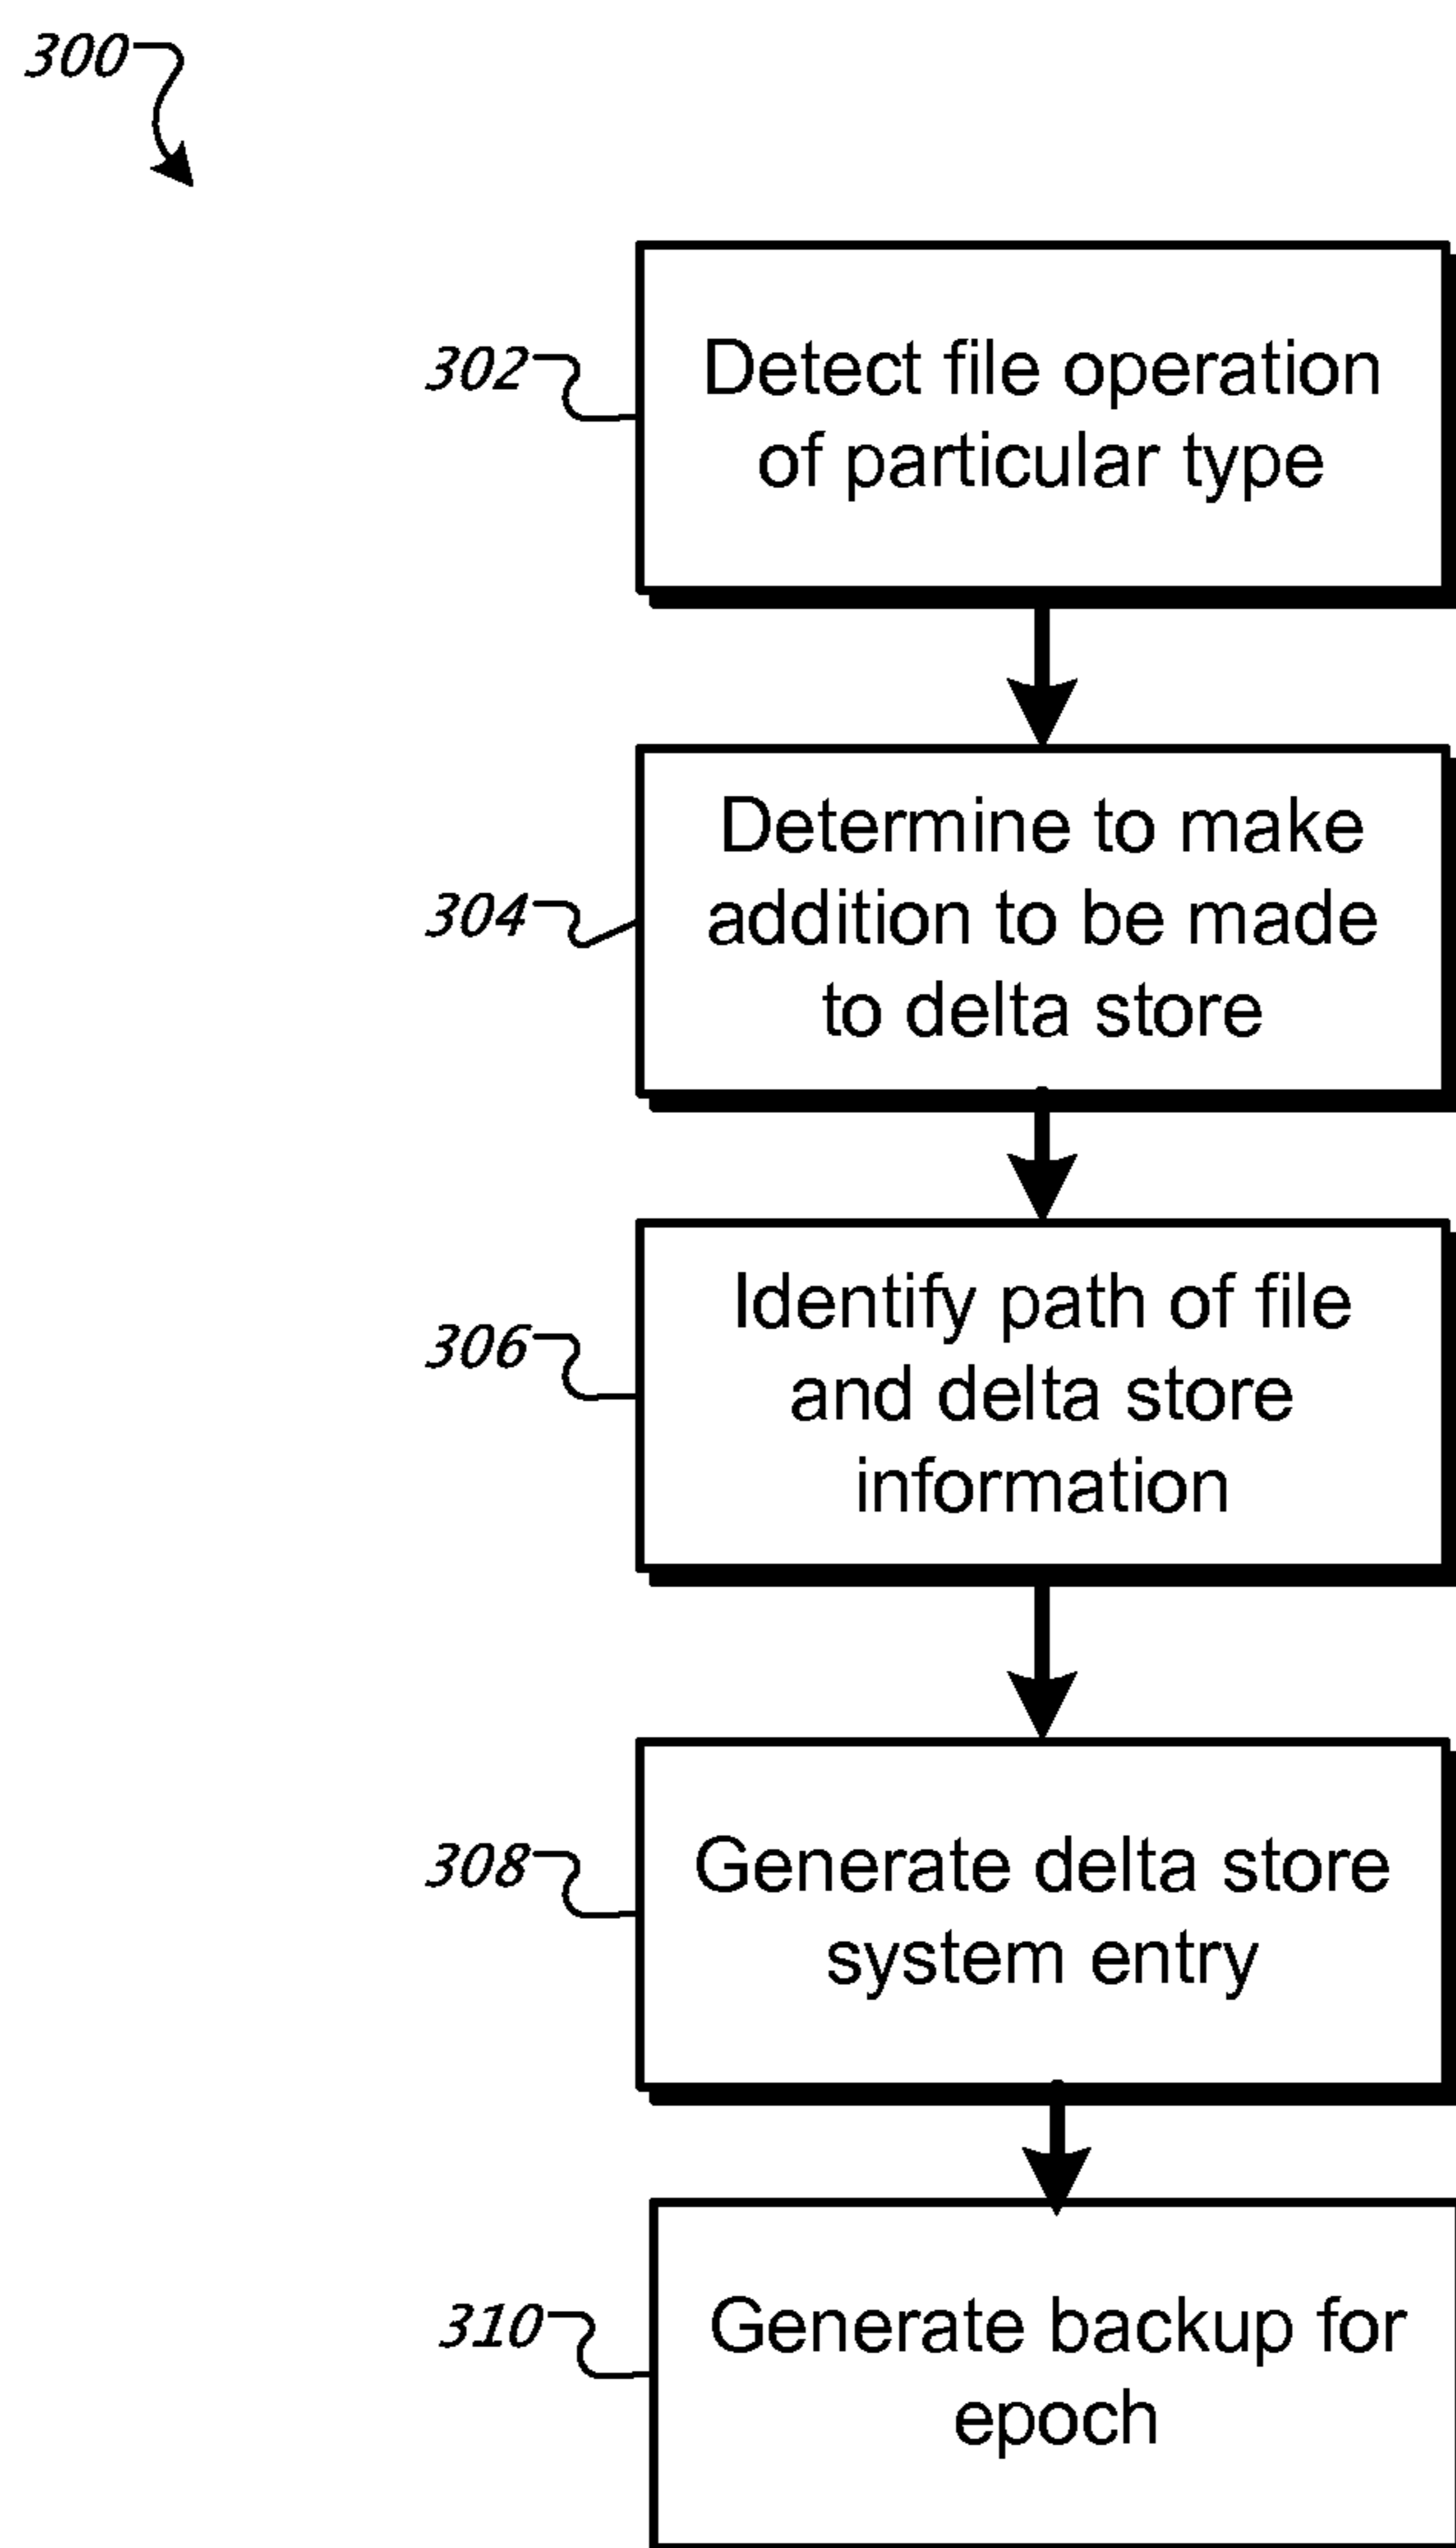 300
302
Detect file operation
of particular type
304
Determine to make
addition to be made
to delta store
306
Identify path of file
and delta store
information
308
Generate delta store
system entry
310
Generate backup for
epoch